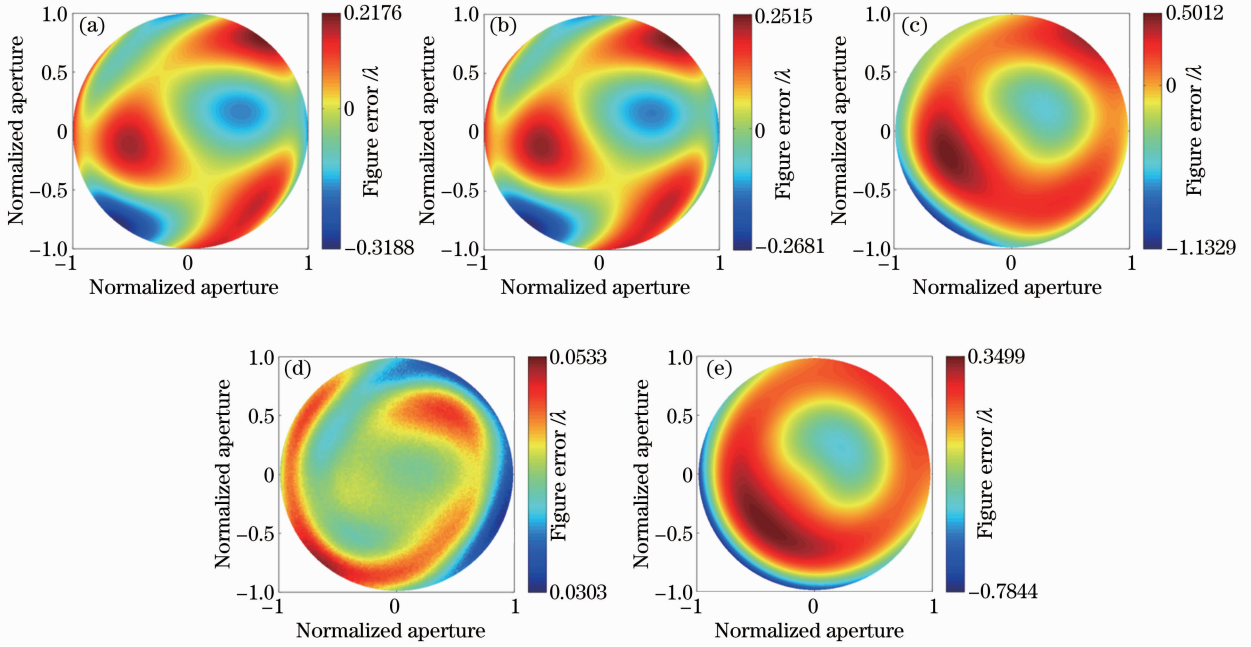 (a)
1.0
0.5
0
−0.5
−1.0
−1
0
1
Normalized aperture
Normalized aperture
0.2176
0
−0.3188
Figure error /λ
(b)
1.0
0.5
0
−0.5
−1.0
−1
0
1
Normalized aperture
Normalized aperture
0.2515
0
−0.2681
Figure error /λ
(c)
1.0
0.5
0
−0.5
−1.0
−1
0
1
Normalized aperture
Normalized aperture
0.5012
0
−1.1329
Figure error /λ
(d)
1.0
0.5
0
−0.5
−1.0
−1
0
1
Normalized aperture
Normalized aperture
0.0533
0.0303
Figure error /λ
(e)
1.0
0.5
0
−0.5
−1.0
−1
0
1
Normalized aperture
Normalized aperture
0.3499
−0.7844
Figure error /λ